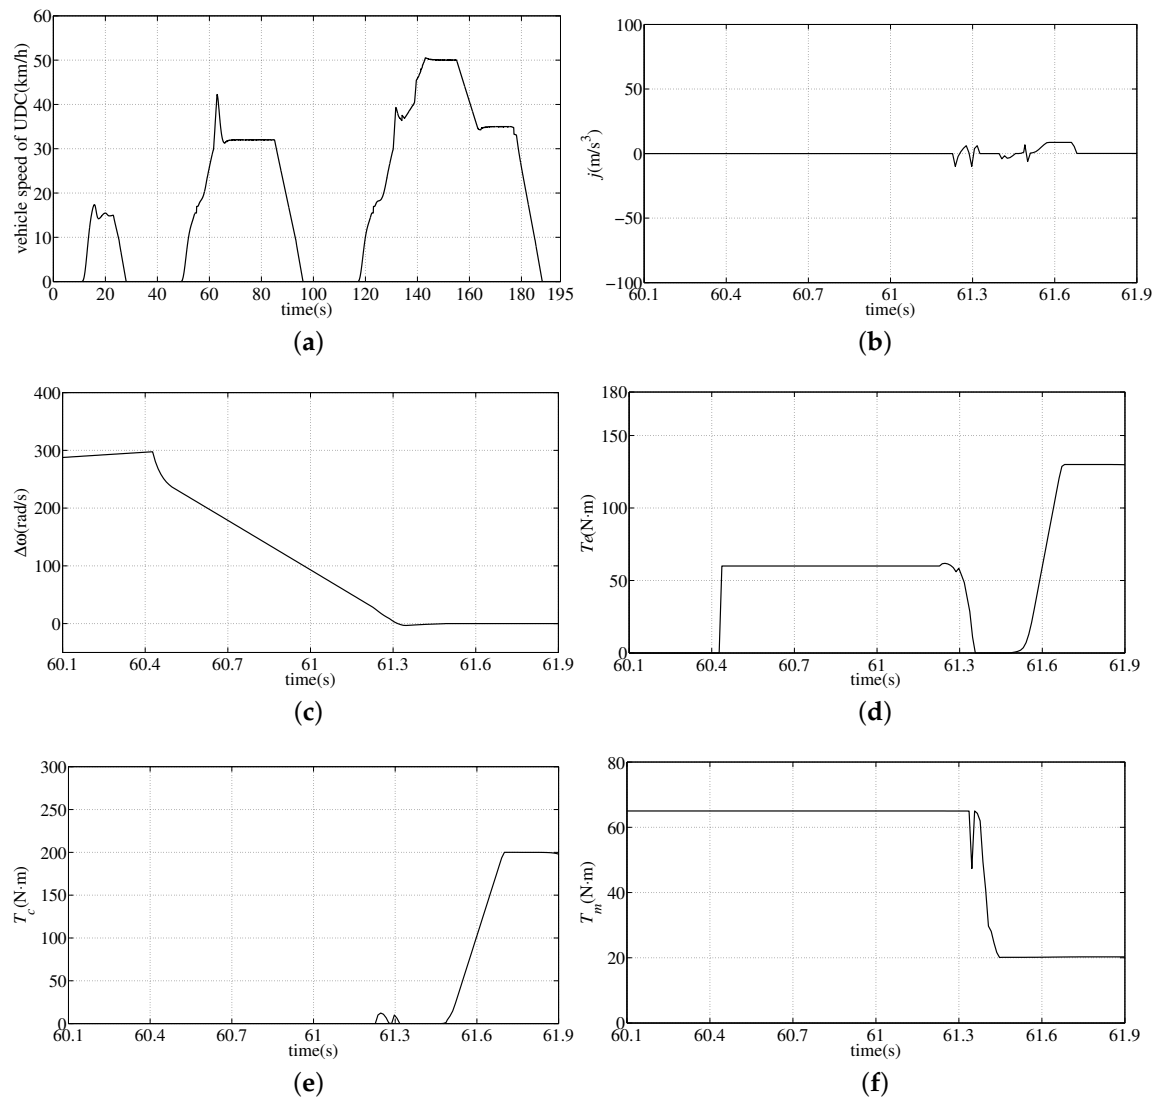 vehicle speed of UDC(km/h)
60
50
40
30
20
10
0
0 20 40 60 80 100 120 140 160 180 195
time(s)
(a)
j(m/s³)
100
50
0
−50
−100
60.1 60.4 60.7 61 61.3 61.6 61.9
time(s)
(b)
Δω(rad/s)
400
300
200
100
0
60.1 60.4 60.7 61 61.3 61.6 61.9
time(s)
(c)
Te(N·m)
180
150
100
50
0
60.1 60.4 60.7 61 61.3 61.6 61.9
time(s)
(d)
T_c(N·m)
300
250
200
150
100
50
0
60.1 60.4 60.7 61 61.3 61.6 61.9
time(s)
(e)
T_m(N·m)
80
60
40
20
0
60.1 60.4 60.7 61 61.3 61.6 61.9
time(s)
(f)